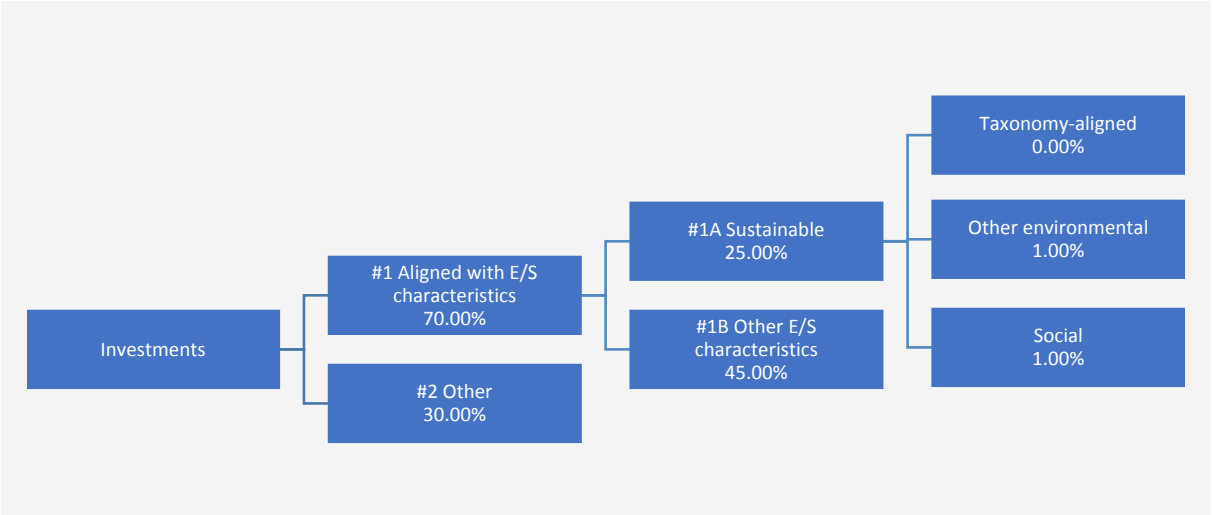 Investments
#1 Aligned with E/S
characteristics
70.00%
#2 Other
30.00%
#1A Sustainable
25.00%
#1B Other E/S
characteristics
45.00%
Taxonomy-aligned
0.00%
Other environmental
1.00%
Social
1.00%